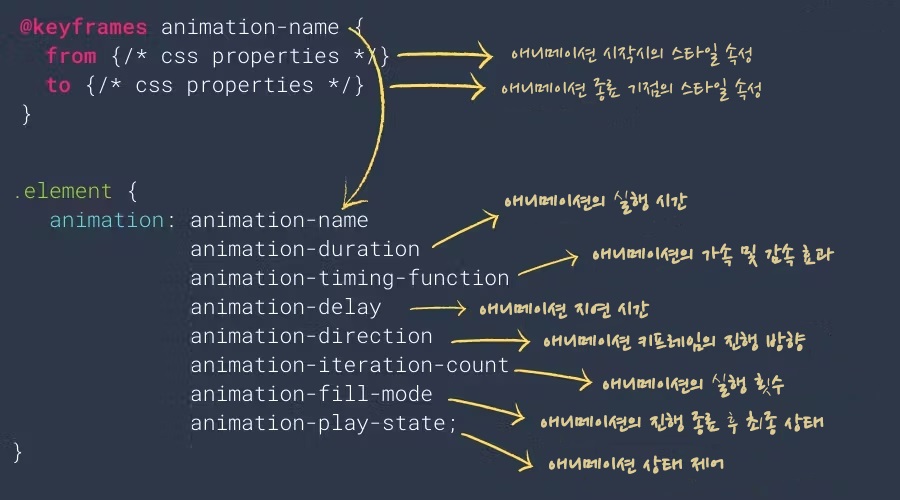 @keyframes animation-name {
from {/* css properties */} 애니메이션 시작시의 스타일 속성
to {/* css properties */} 애니메이션 종료 기점의 스타일 속성
}
.element {
animation: animation-name
애니메이션의 실행 시간
animation-duration
animation-timing-function 애니메이션의 가속 및 감속 효과
animation-delay 애니메이션 지연 시간
animation-direction 애니메이션 키프레임의 진행 방향
animation-iteration-count 애니메이션의 실행 횟수
animation-fill-mode 애니메이션의 진행 종료 후 최종 상태
animation-play-state; 애니메이션 상태 제어
}